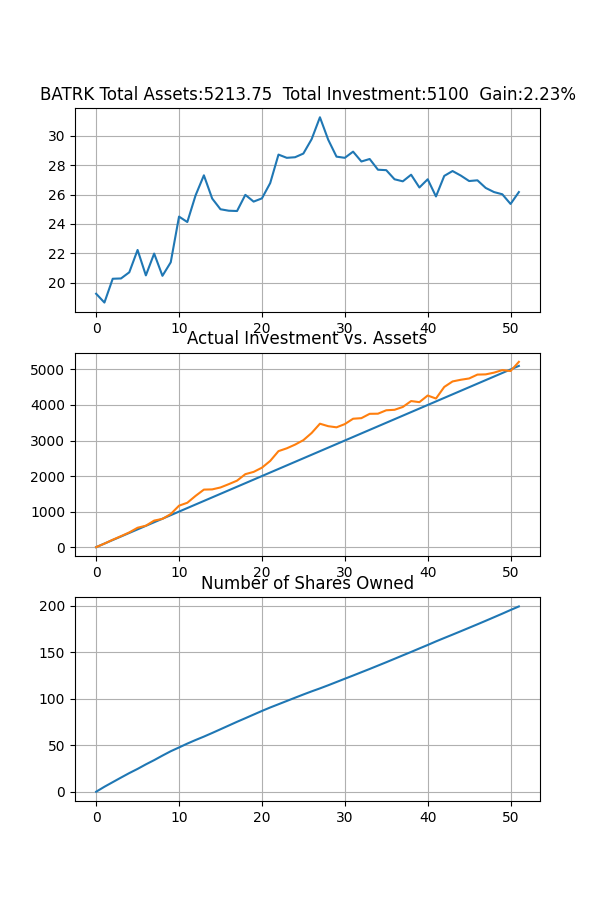 BATRK Total Assets:5213.75  Total Investment:5100  Gain:2.23%
30
28
26
24
22
20
0 10 20 30 40 50
Actual Investment vs. Assets
5000
4000
3000
2000
1000
0
0 10 20 30 40 50
Number of Shares Owned
200
150
100
50
0
0 10 20 30 40 50